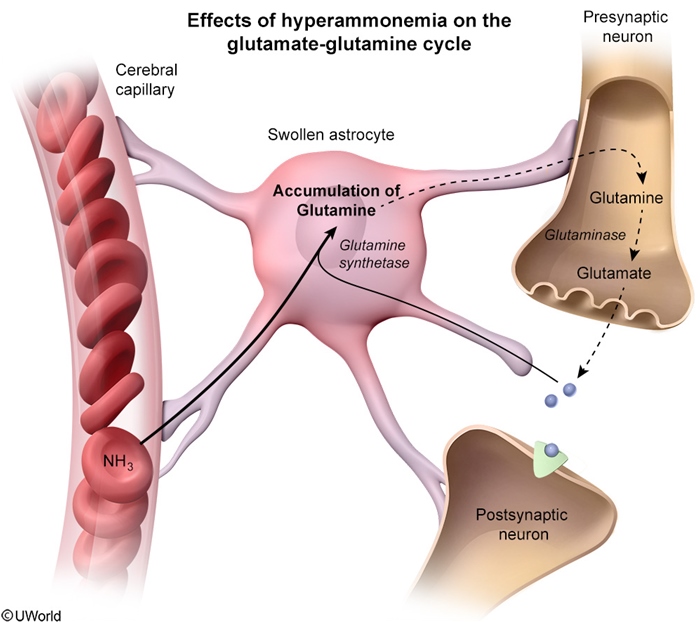 Effects of hyperammonemia on the
glutamate-glutamine cycle
Presynaptic
neuron
Cerebral
capillary
Swollen astrocyte
Accumulation of
Glutamine
Glutamine
synthetase
Glutamine
Glutaminase
Glutamate
NH₃
Postsynaptic
neuron
©UWorld